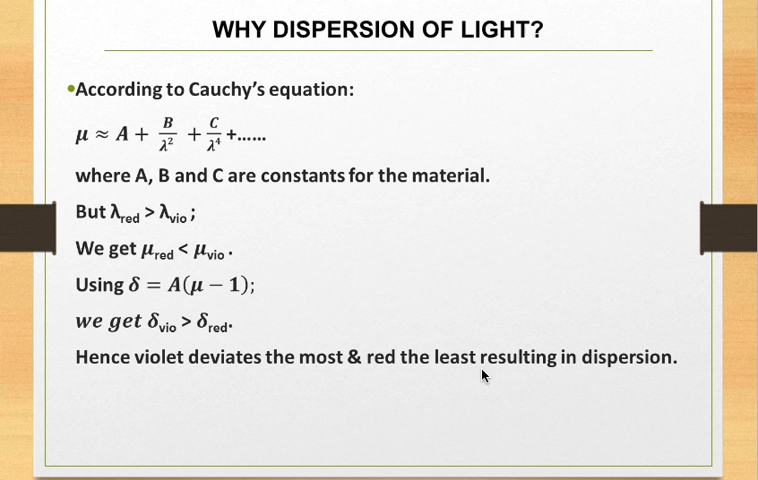 WHY DISPERSION OF LIGHT?
•According to Cauchy’s equation:
μ ≈ A + B/λ² + C/λ⁴ +......
where A, B and C are constants for the material.
But λred > λvio ;
We get μred < μvio .
Using δ = A(μ − 1);
we get δvio > δred.
Hence violet deviates the most & red the least resulting in dispersion.